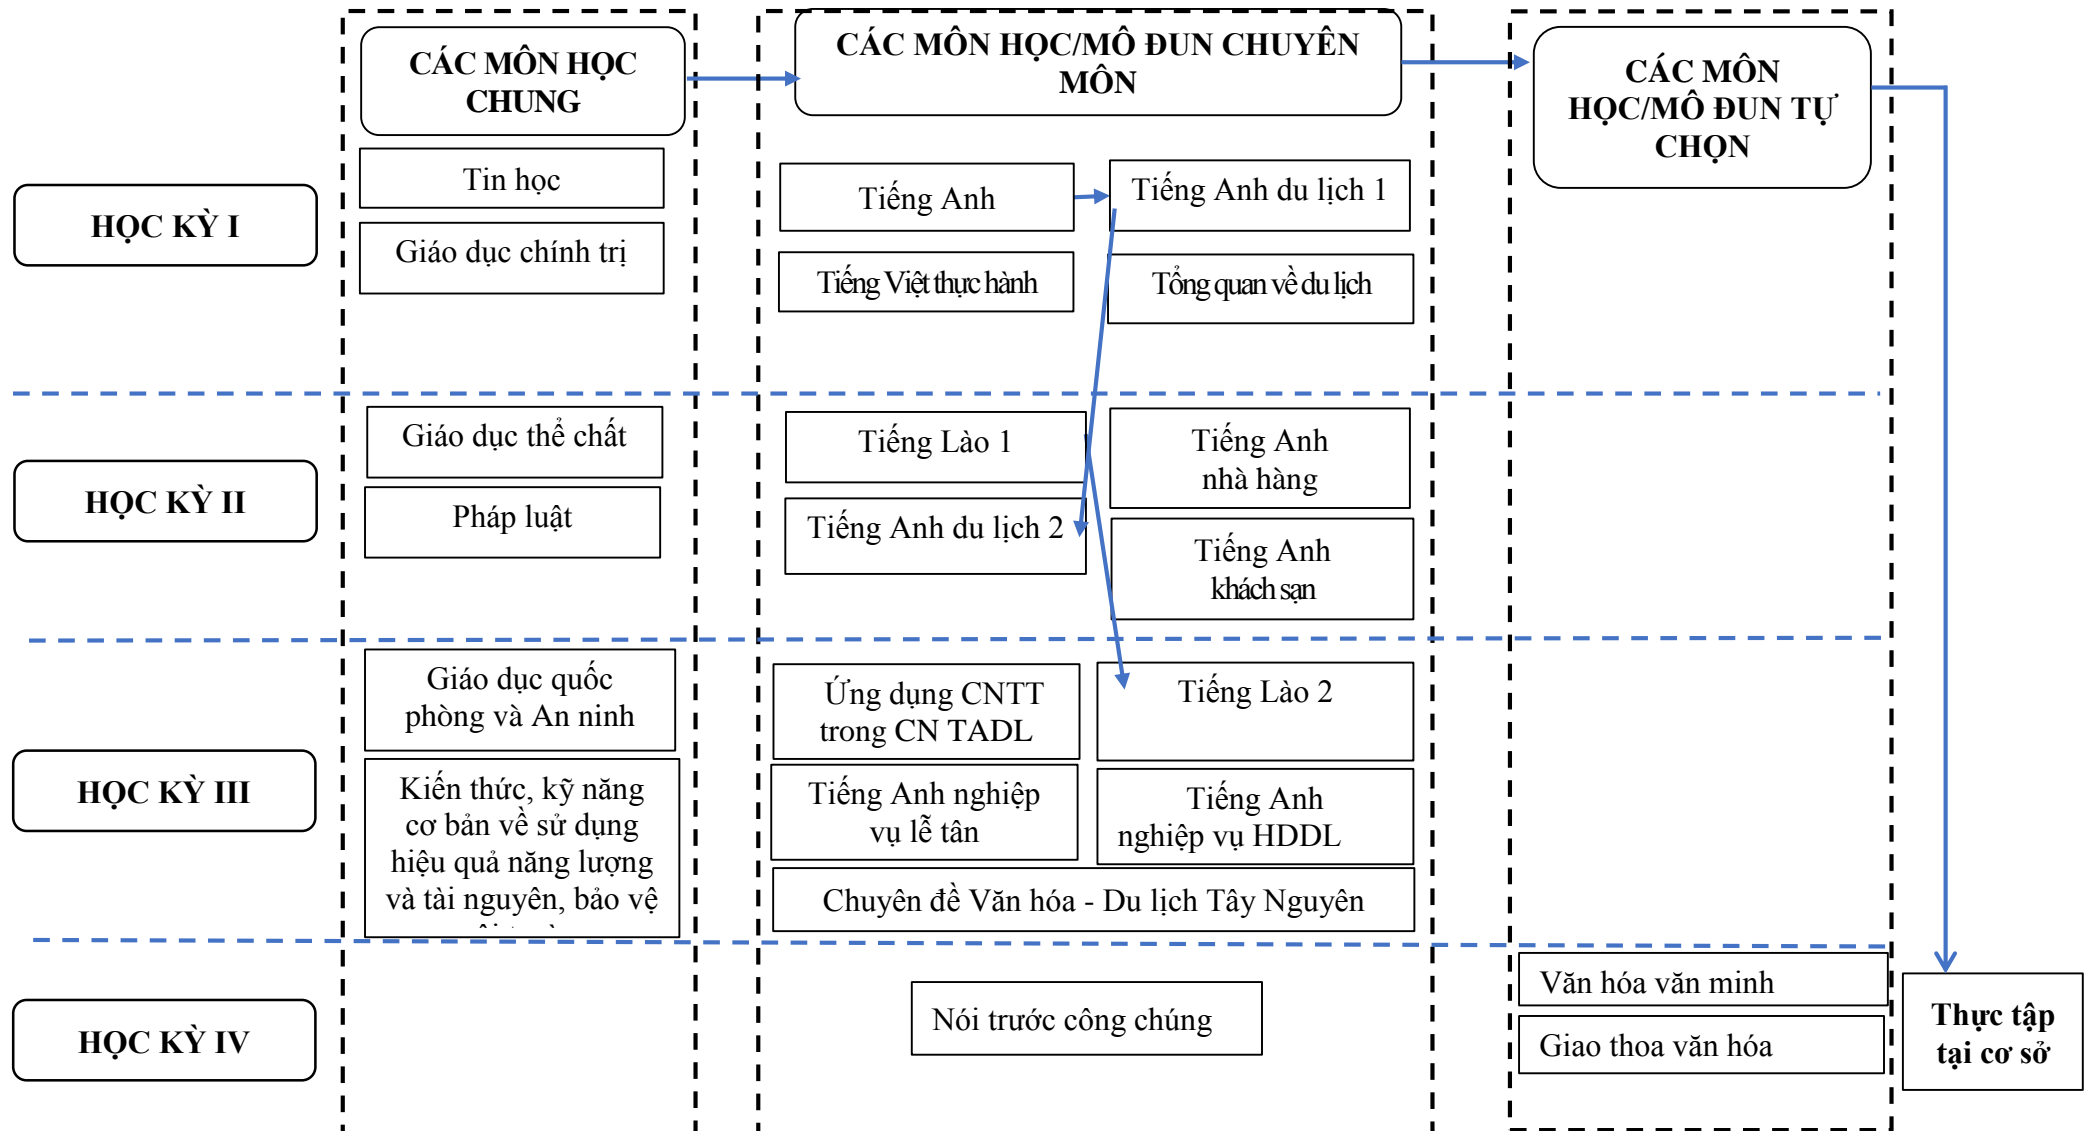 CÁC MÔN HỌC
CHUNG
CÁC MÔN HỌC/MÔ ĐUN CHUYÊN
MÔN
CÁC MÔN
HỌC/MÔ ĐUN TỰ
CHỌN
HỌC KỲ I
Tin học
Giáo dục chính trị
Tiếng Anh
Tiếng Anh du lịch 1
Tiếng Việt thực hành
Tổng quan về du lịch
HỌC KỲ II
Giáo dục thể chất
Pháp luật
Tiếng Lào 1
Tiếng Anh
nhà hàng
Tiếng Anh du lịch 2
Tiếng Anh
khách sạn
HỌC KỲ III
Giáo dục quốc
phòng và An ninh
Kiến thức, kỹ năng
cơ bản về sử dụng
hiệu quả năng lượng
và tài nguyên, bảo vệ
Ứng dụng CNTT
trong CN TADL
Tiếng Lào 2
Tiếng Anh nghiệp
vụ lễ tân
Tiếng Anh
nghiệp vụ HDDL
Chuyên đề Văn hóa - Du lịch Tây Nguyên
HỌC KỲ IV
Nói trước công chúng
Văn hóa văn minh
Giao thoa văn hóa
Thực tập
tại cơ sở